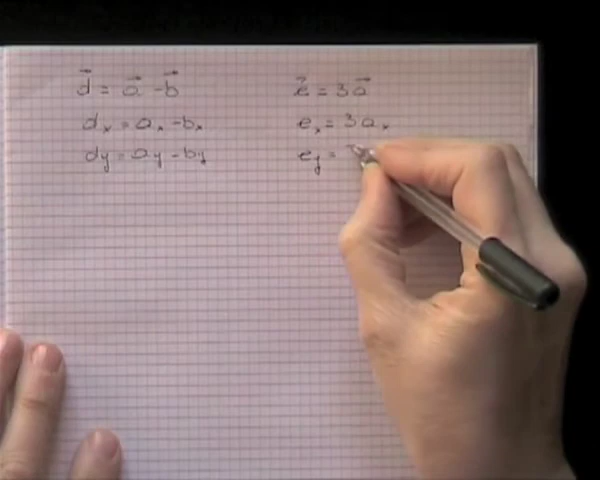 d⃗ = a⃗ - b⃗
dₓ = aₓ - bₓ
dy = ay - by
e⃗ = 3a⃗
eₓ = 3aₓ
ey =